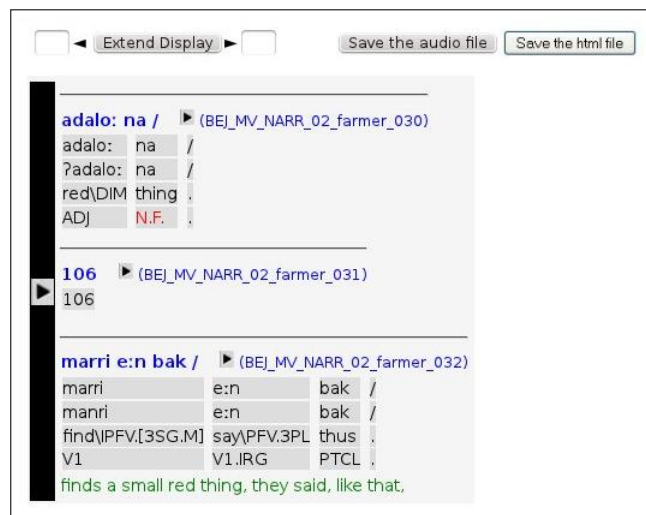 ◄ Extend Display ► Save the audio file Save the html file
adalo: na / ► (BEJ_MV_NARR_02_farmer_030)
adalo: na /
ʔadalo: na /
red\DIM thing .
ADJ N.F. .
106 ► (BEJ_MV_NARR_02_farmer_031)
106
marri e:n bak / ► (BEJ_MV_NARR_02_farmer_032)
marri e:n bak /
manri e:n bak /
find\IPFV.[3SG.M] say\PFV.3PL thus .
V1 V1.IRG PTCL .
finds a small red thing, they said, like that,